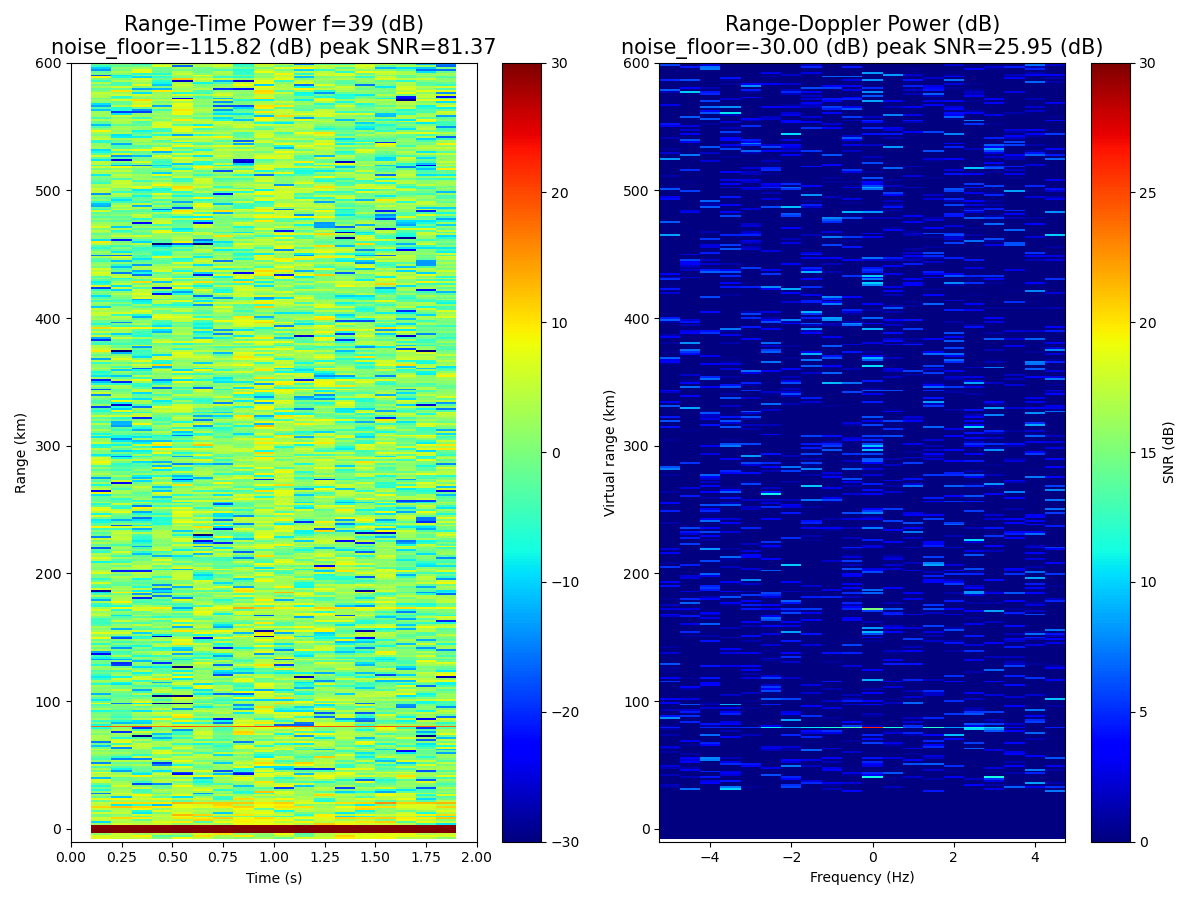 Range-Time Power f=39 (dB)
noise_floor=-115.82 (dB) peak SNR=81.37
600
500
400
300
200
100
0
Range (km)
0.00 0.25 0.50 0.75 1.00 1.25 1.50 1.75 2.00
Time (s)
30
20
10
0
−10
−20
−30
Range-Doppler Power (dB)
noise_floor=-30.00 (dB) peak SNR=25.95 (dB)
600
500
400
300
200
100
0
Virtual range (km)
−4 −2 0 2 4
Frequency (Hz)
30
25
20
15
10
5
0
SNR (dB)